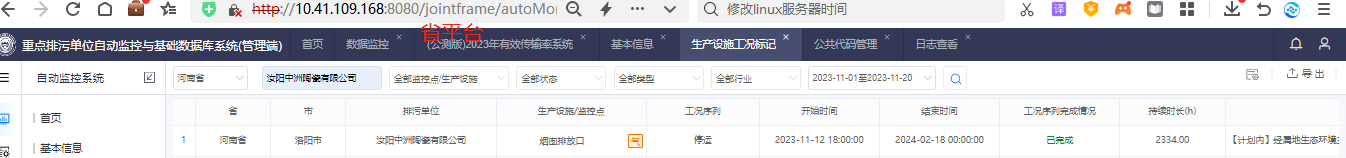 http://10.41.109.168:8080/jointframe/autoMon
修改linux服务器时间
省平台
重点排污单位自动监控与基础数据库系统(管理端)
首页
数据监控
(公测版)2023年有效传输率系统
基本信息
生产设施工况标记
公共代码管理
日志查看
自动监控系统
河南省
汝阳中洲陶瓷有限公司
全部监控点/生产设施
全部状态
全部类型
全部行业
2023-11-01至2023-11-20
导出
首页
基本信息
省 市 排污单位 生产设施/监控点 工况序列 开始时间 结束时间 工况序列完成情况 持续时长(h)
1 河南省 洛阳市 汝阳中洲陶瓷有限公司 烟囱排放口 气 停运 2023-11-12 18:00:00 2024-02-18 00:00:00 已完成 2334.00 【计划内】经属地生态环境